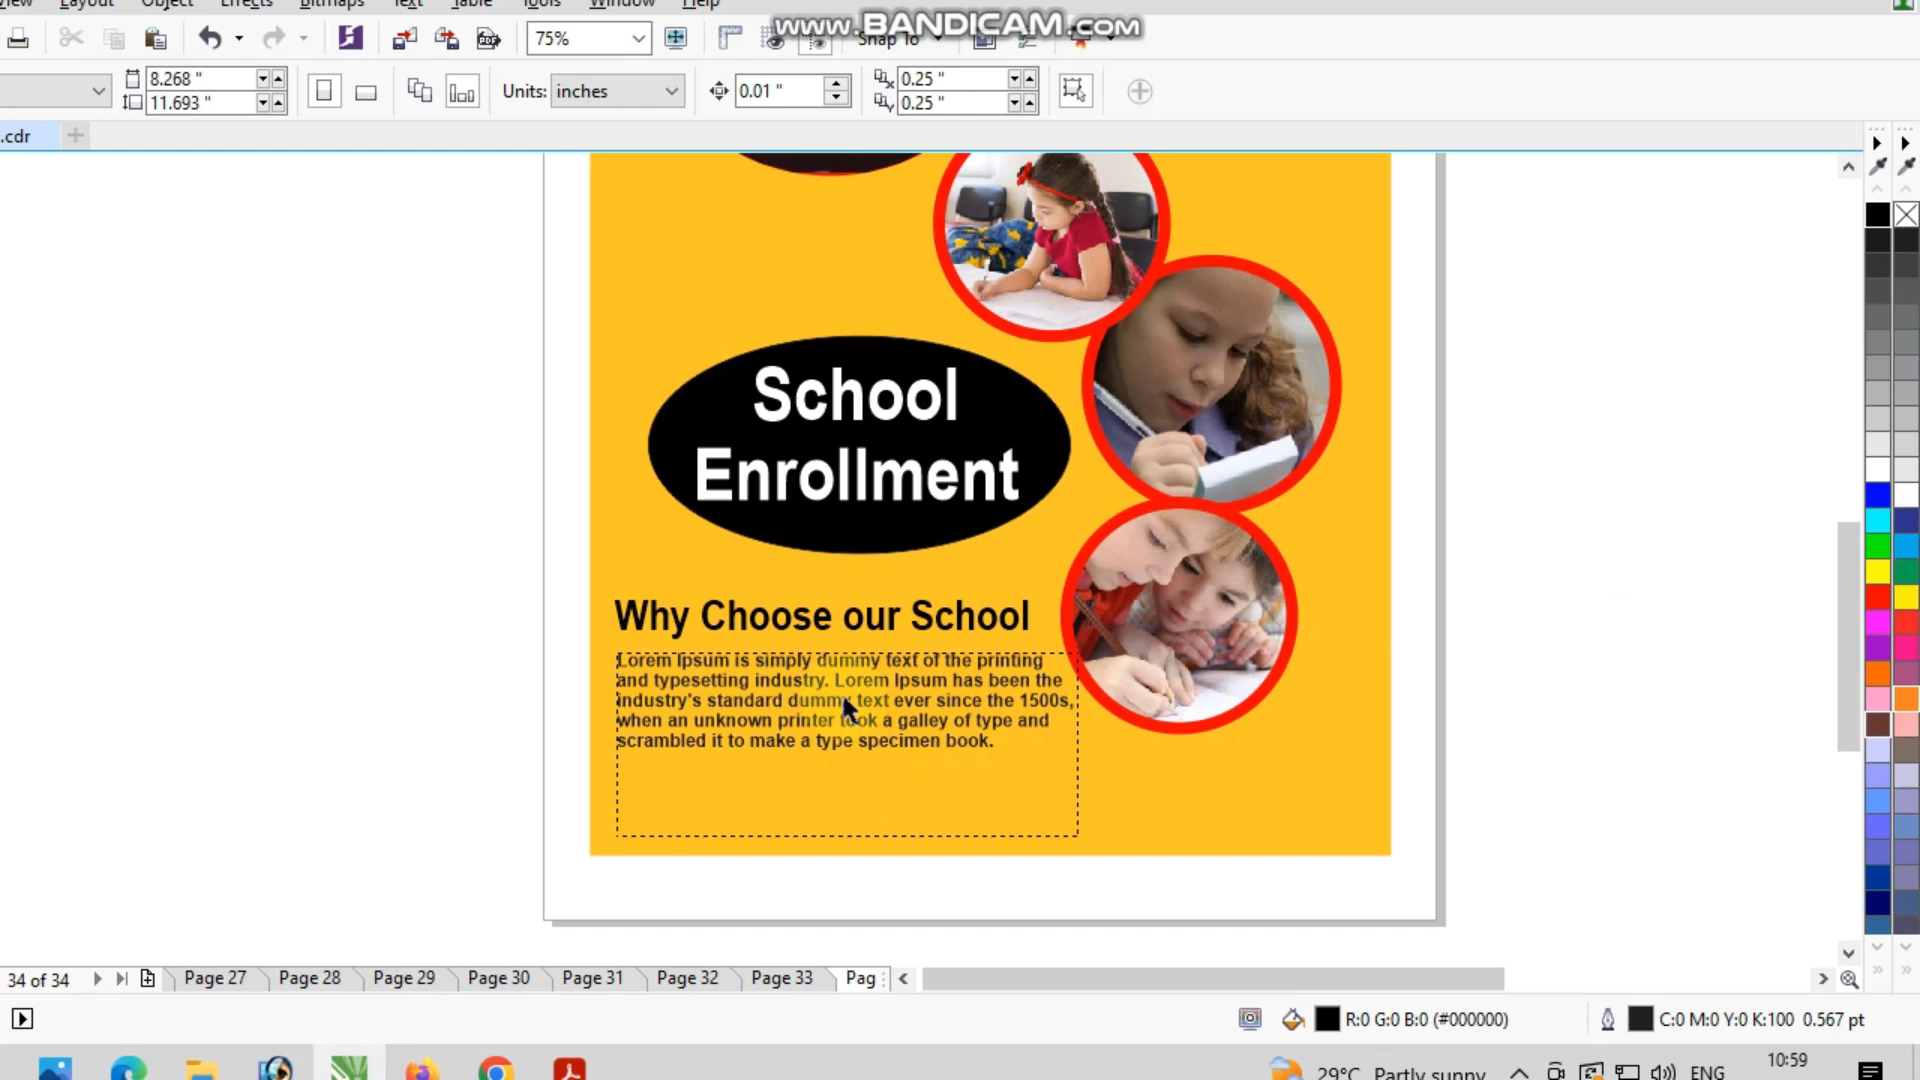 View Layout Object Effects Bitmaps Text Table Tools Window Help
www.BANDICAM.com
75%
PDF
Snap To
8.268 "
11.693 "
Units: inches
0.01 "
0.25 "
0.25 "
.cdr
School
Enrollment
Why Choose our School
Lorem Ipsum is simply dummy text of the printing
and typesetting industry. Lorem Ipsum has been the
industry's standard dummy text ever since the 1500s,
when an unknown printer took a galley of type and
scrambled it to make a type specimen book.
34 of 34
Page 27
Page 28
Page 29
Page 30
Page 31
Page 32
Page 33
Pag
R:0 G:0 B:0 (#000000)
C:0 M:0 Y:0 K:100 0.567 pt
29°C Partly sunny
ENG
10:59